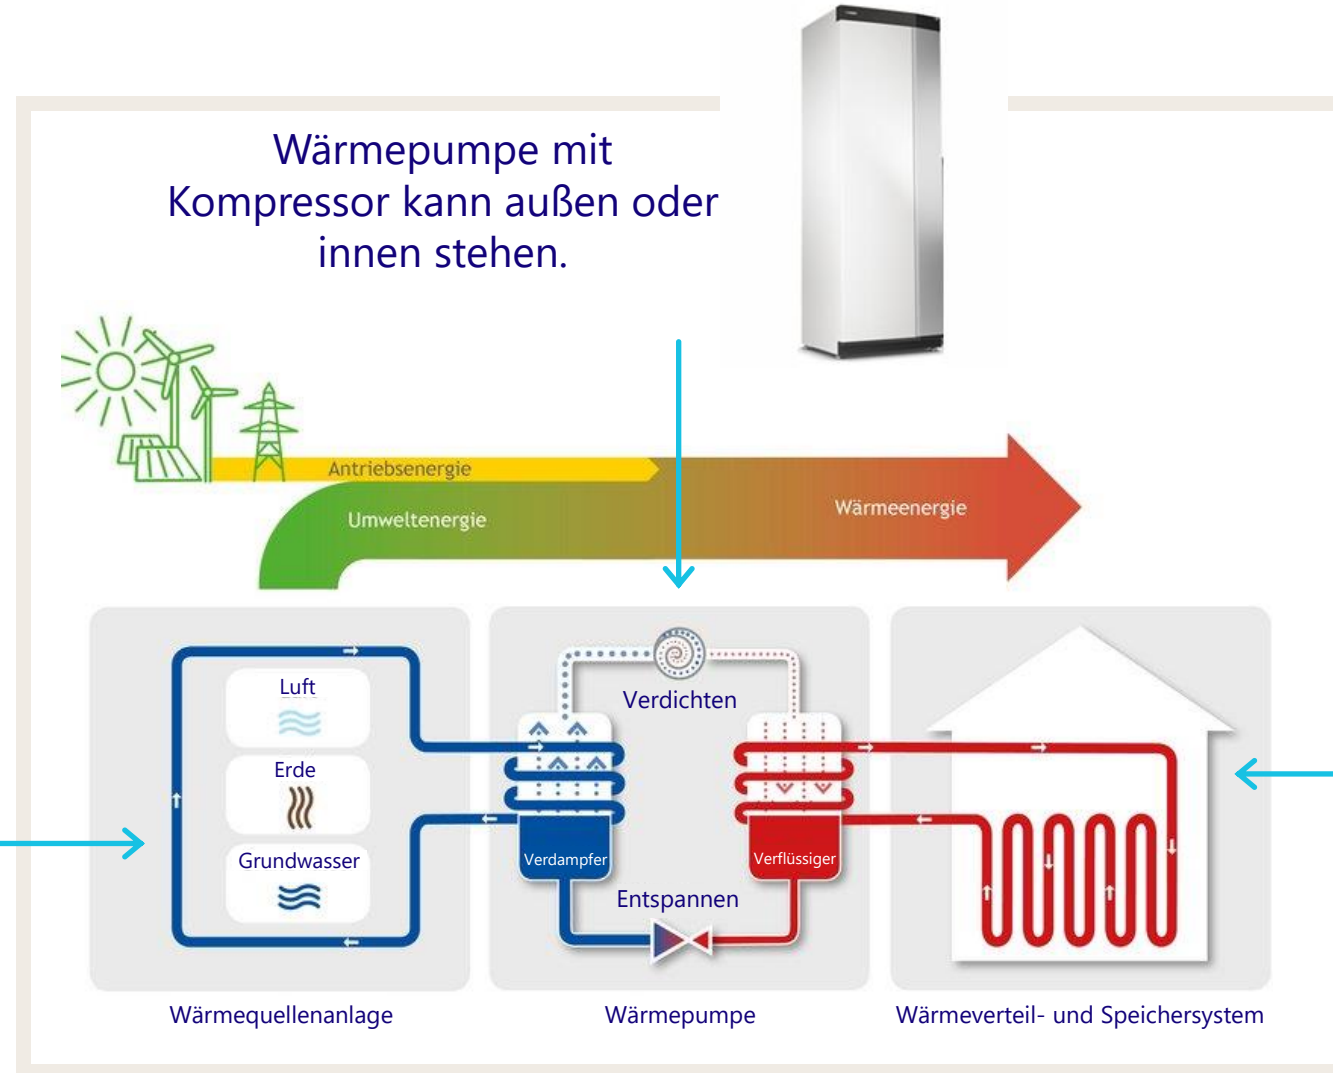 Wärmepumpe mit
Kompressor kann außen oder
innen stehen.
Antriebsenergie
Umweltenergie
Wärmeenergie
Luft
Erde
Grundwasser
Verdichten
Verdampfer
Verflüssiger
Entspannen
Wärmequellenanlage
Wärmepumpe
Wärmeverteil- und Speichersystem